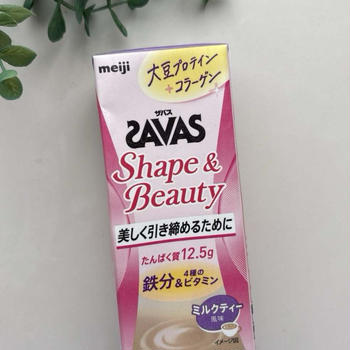 meiji
大豆プロテイン
+
コラーゲン
ザバス
SAVAS
Shape &
Beauty
美しく引き締めるために
たんぱく質12.5g
鉄分&4種のビタミン
ミルクティー
風味
イメージ図